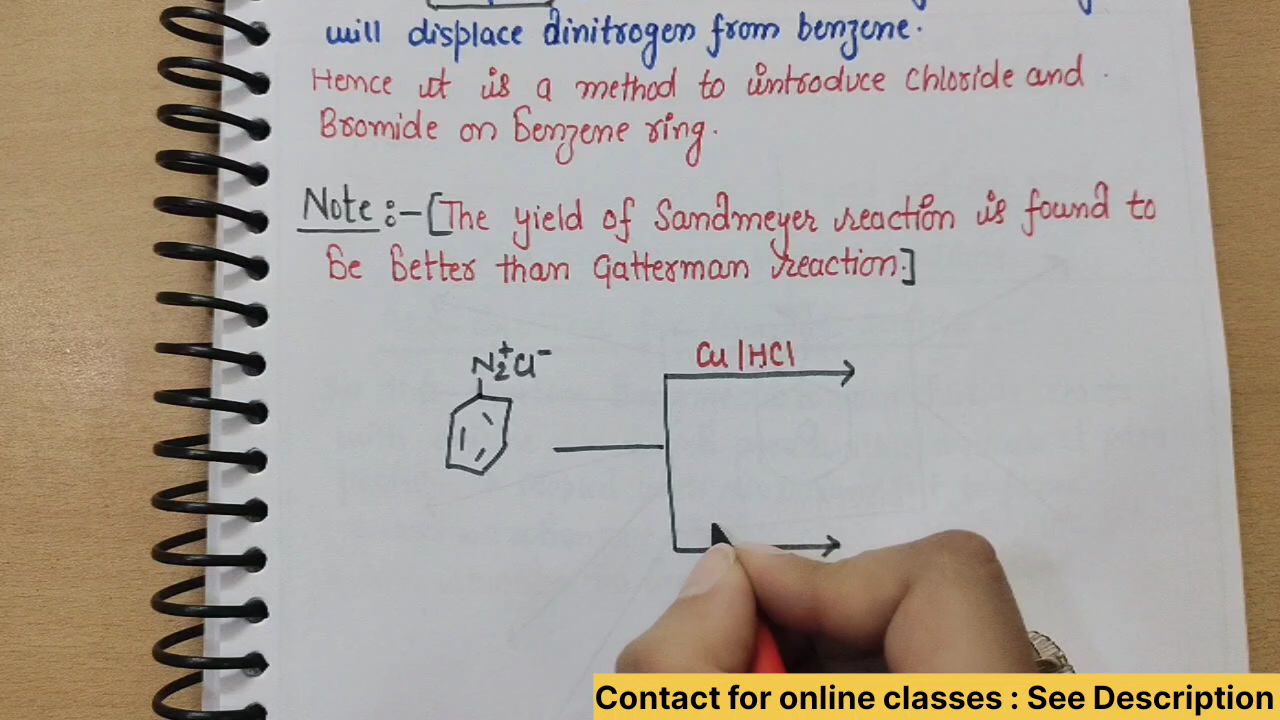 will displace dinitrogen from benzene.
Hence it is a method to introduce Chloride and
Bromide on benzene ring.
Note :- [The yield of Sandmeyer reaction is found to
be better than Gatterman reaction.]
N₂⁺Cl⁻
Cu | HCl
Contact for online classes : See Description